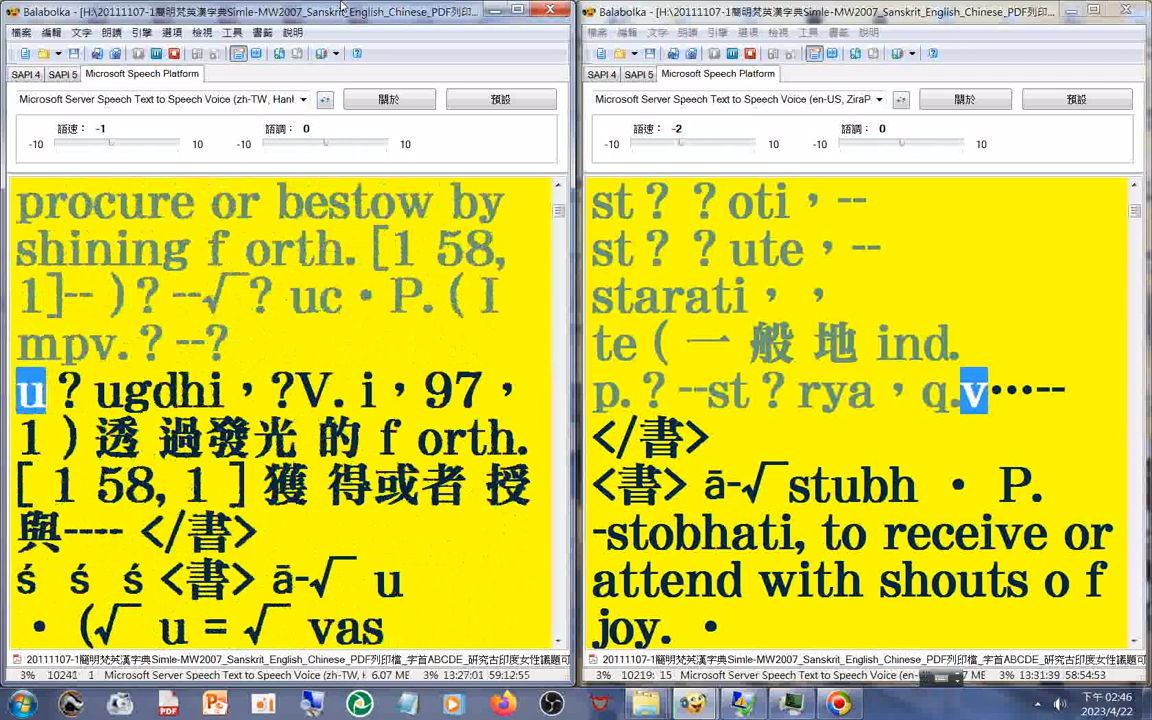 Balabolka - [H:\20111107-1簡明梵英漢字典Simle-MW2007_Sanskrit_English_Chinese_PDF列印...
檔案 編輯 文字 朗讀 引擎 選項 檢視 工具 書籤 說明
SAPI 4 SAPI 5 Microsoft Speech Platform
Microsoft Server Speech Text to Speech Voice (zh-TW, Hanl
關於 預設
語速： -1 語調： 0
-10 10 -10 10
procure or bestow by
shining f orth. [1 58,
1]-- )？--√？uc • P. ( I
mpv.？--？
u？ugdhi，?V. i，97，
1 ) 透 過發光 的 f orth.
[ 1 58, 1 ] 獲 得或者 授
與---- </書>
ś ś ś <書> ā-√ u
• (√ u = √ vas
20111107-1簡明梵英漢字典Simle-MW2007_Sanskrit_English_Chinese_PDF列印檔_字首ABCDE_研究古印度女性議題可
3% 10241: 1 Microsoft Server Speech Text to Speech Voice (zh-TW, H 6.07 MB 3% 13:27:01 59:12:55
Balabolka - [H:\20111107-1簡明梵英漢字典Simle-MW2007_Sanskrit_English_Chinese_PDF列印...
檔案 編輯 文字 朗讀 引擎 選項 檢視 工具 書籤 說明
SAPI 4 SAPI 5 Microsoft Speech Platform
Microsoft Server Speech Text to Speech Voice (en-US, ZiraP
關於 預設
語速： -2 語調： 0
-10 10 -10 10
st？？oti，--
st？？ute，--
starati，，
te ( 一 般 地 ind.
p.？--st？rya，q.v…--
</書>
<書> ā-√stubh • P.
-stobhati, to receive or
attend with shouts o f
joy. •
20111107-1簡明梵英漢字典Simle-MW2007_Sanskrit_English_Chinese_PDF列印檔_字首ABCDE_研究古印度女性議題可
3% 10219: 15 Microsoft Server Speech Text to Speech Voice (en- 3% 13:31:39 58:54:53
下午 02:46
2023/4/22